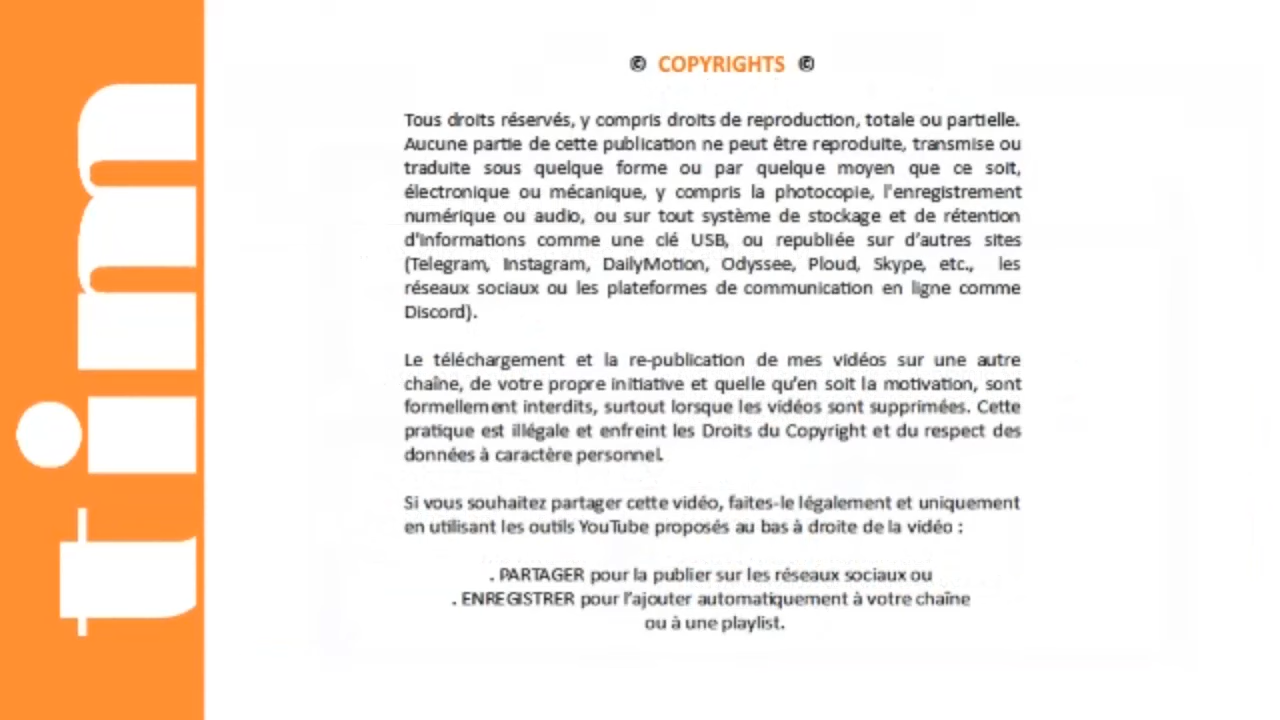 tim
© COPYRIGHTS ©
Tous droits réservés, y compris droits de reproduction, totale ou partielle.
Aucune partie de cette publication ne peut être reproduite, transmise ou
traduite sous quelque forme ou par quelque moyen que ce soit,
électronique ou mécanique, y compris la photocopie, l'enregistrement
numérique ou audio, ou sur tout système de stockage et de rétention
d'informations comme une clé USB, ou republiée sur d'autres sites
(Telegram, Instagram, DailyMotion, Odyssee, Ploud, Skype, etc., les
réseaux sociaux ou les plateformes de communication en ligne comme
Discord).
Le téléchargement et la re-publication de mes vidéos sur une autre
chaîne, de votre propre initiative et quelle qu'en soit la motivation, sont
formellement interdits, surtout lorsque les vidéos sont supprimées. Cette
pratique est illégale et enfreint les Droits du Copyright et du respect des
données à caractère personnel.
Si vous souhaitez partager cette vidéo, faites-le légalement et uniquement
en utilisant les outils YouTube proposés au bas à droite de la vidéo :
. PARTAGER pour la publier sur les réseaux sociaux ou
. ENREGISTRER pour l'ajouter automatiquement à votre chaîne
ou à une playlist.